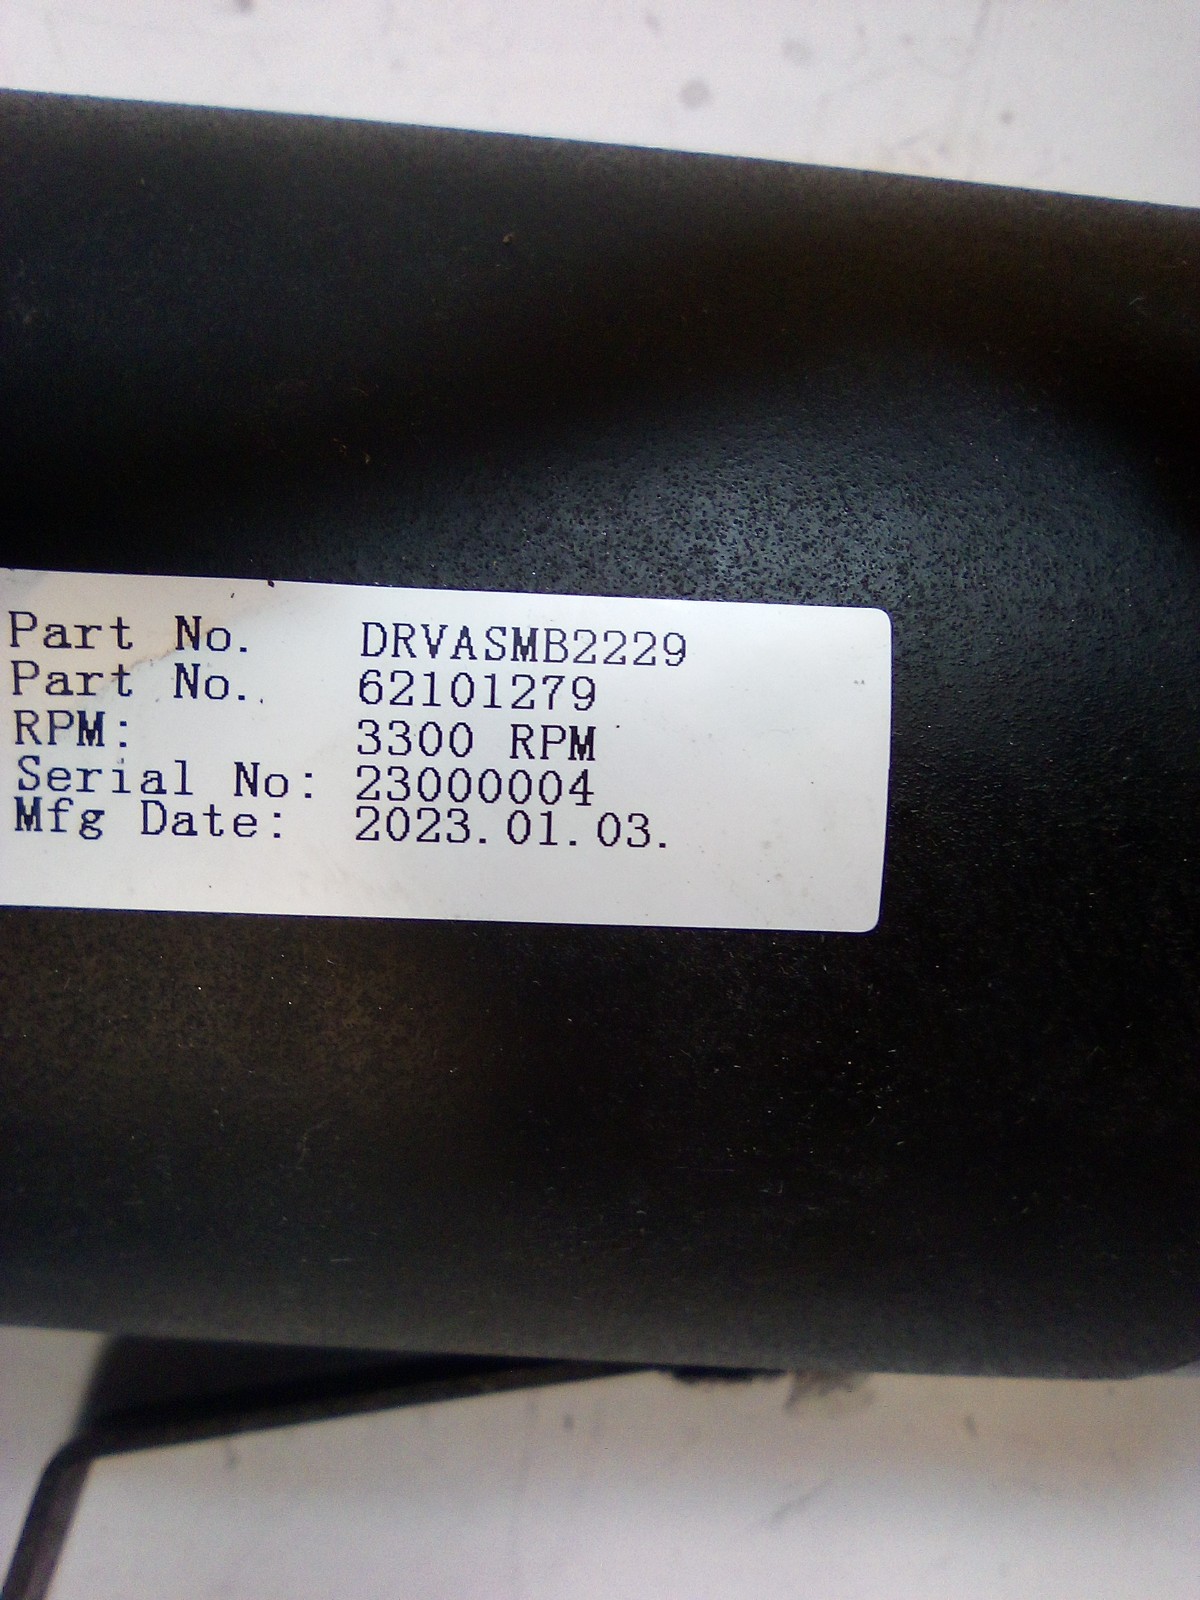 Part No. DRVASMB2229
Part No. 62101279
RPM: 3300 RPM
Serial No: 23000004
Mfg Date: 2023.01.03.